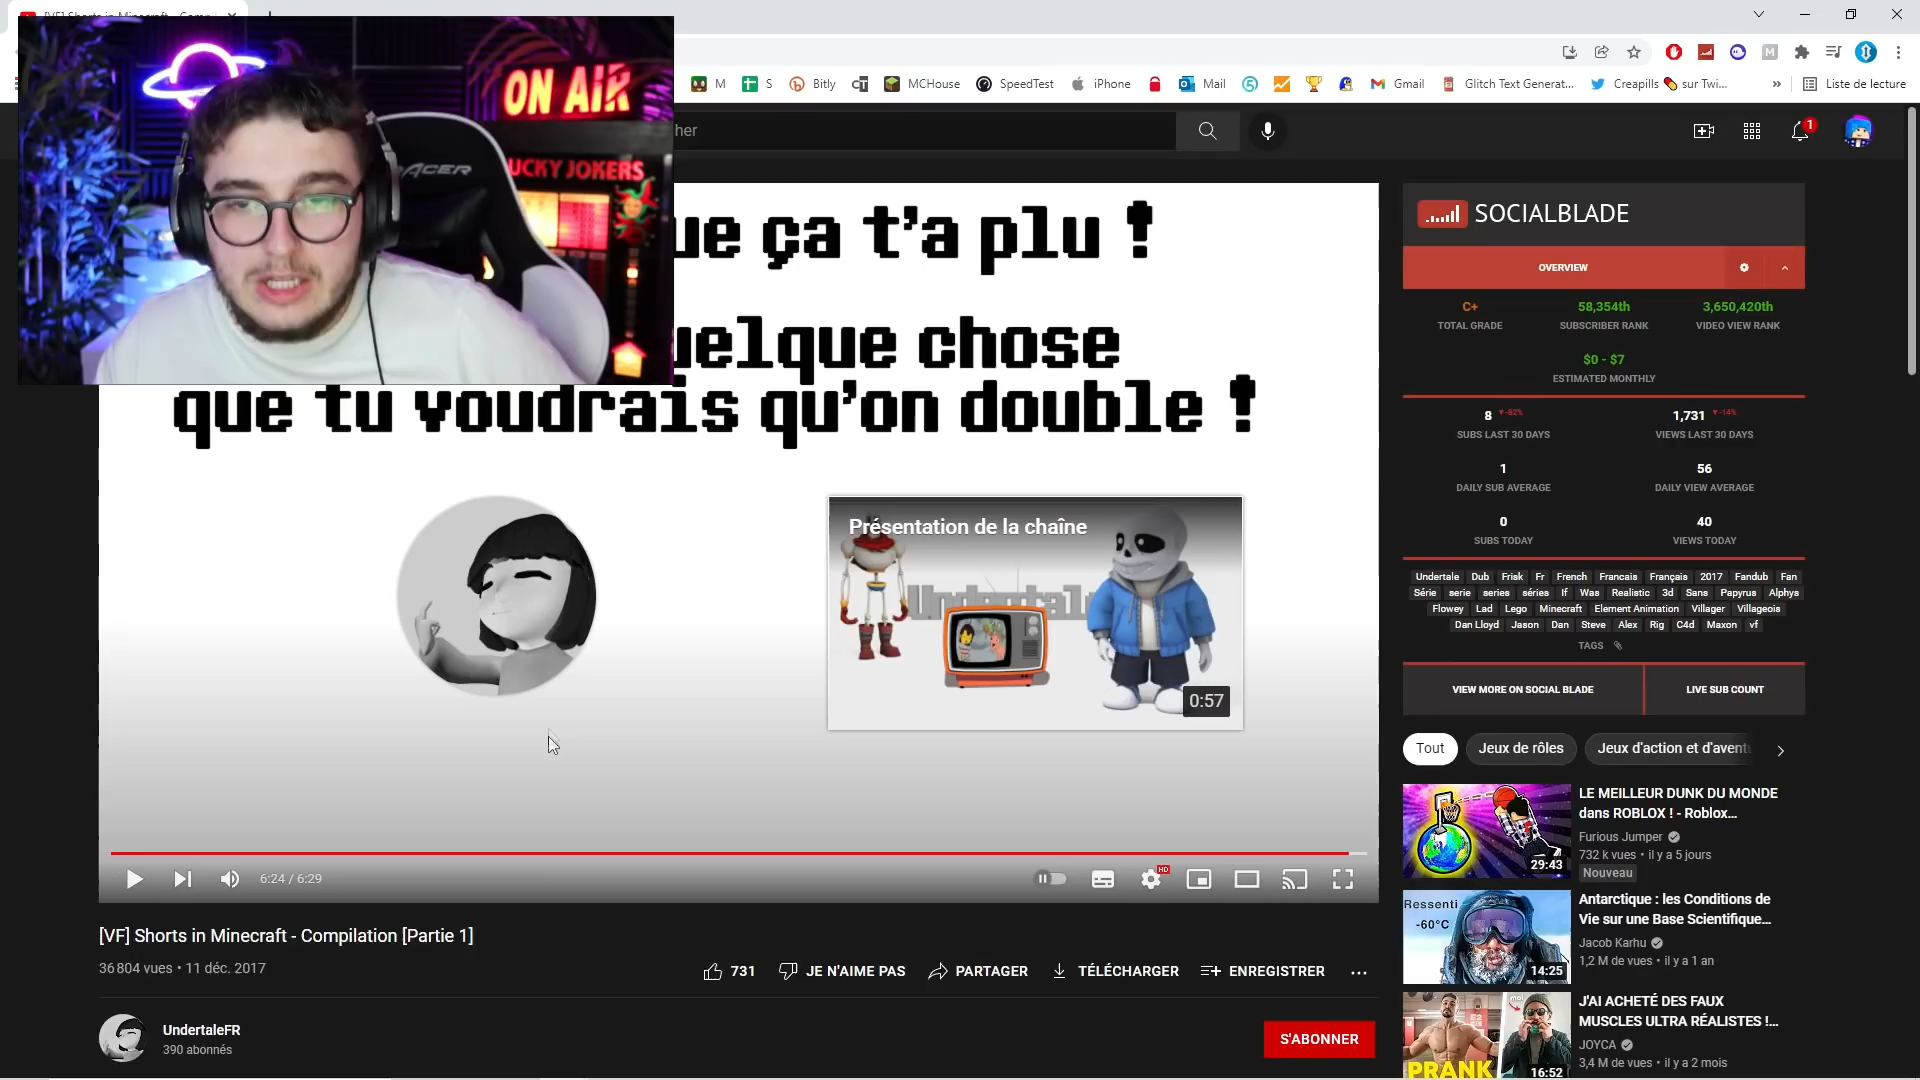 ON AIR
RACER
UCKY JOKERS
M
S
Bitly
MCHouse
SpeedTest
iPhone
Mail
Gmail
Glitch Text Generat...
Creapills 💊 sur Twi...
»
Liste de lecture
her
1
ue ça t'a plu !
uelque chose
que tu voudrais qu'on double !
Présentation de la chaîne
0:57
6:24 / 6:29
HD
[VF] Shorts in Minecraft - Compilation [Partie 1]
36 804 vues • 11 déc. 2017
731
JE N'AIME PAS
PARTAGER
TÉLÉCHARGER
ENREGISTRER
...
UndertaleFR
390 abonnés
S'ABONNER
SOCIALBLADE
OVERVIEW
C+
58,354th
3,650,420th
TOTAL GRADE
SUBSCRIBER RANK
VIDEO VIEW RANK
$0 - $7
ESTIMATED MONTHLY
8 ▼-82%
1,731 ▼-14%
SUBS LAST 30 DAYS
VIEWS LAST 30 DAYS
1
56
DAILY SUB AVERAGE
DAILY VIEW AVERAGE
0
40
SUBS TODAY
VIEWS TODAY
Undertale Dub Frisk Fr French Francais Français 2017 Fandub Fan
Série serie series séries If Was Realistic 3d Sans Papyrus Alphys
Flowey Lad Lego Minecraft Element Animation Villager Villageois
Dan Lloyd Jason Dan Steve Alex Rig C4d Maxon vf
TAGS
VIEW MORE ON SOCIAL BLADE
LIVE SUB COUNT
Tout
Jeux de rôles
Jeux d'action et d'avent
29:43
LE MEILLEUR DUNK DU MONDE
dans ROBLOX ! - Roblox...
Furious Jumper
732 k vues • il y a 5 jours
Nouveau
Ressenti
-60°C
14:25
Antarctique : les Conditions de
Vie sur une Base Scientifique...
Jacob Karhu
1,2 M de vues • il y a 1 an
moi
PRANK
16:52
J'AI ACHETÉ DES FAUX
MUSCLES ULTRA RÉALISTES !...
JOYCA
3,4 M de vues • il y a 2 mois